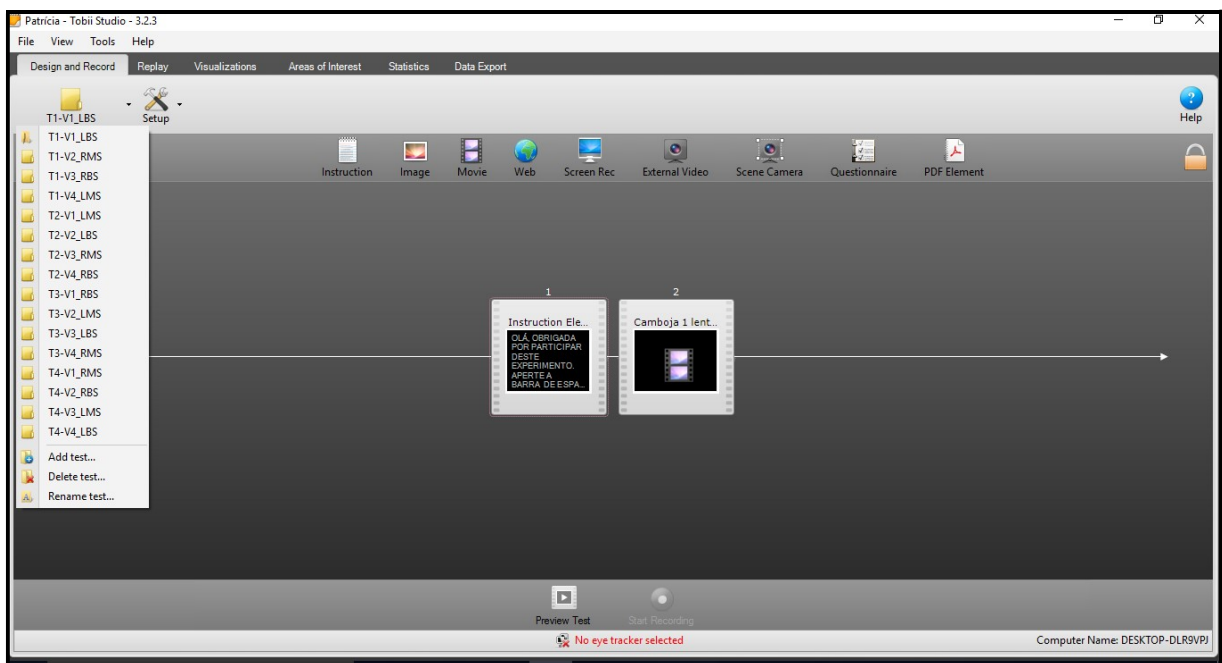 Patrícia - Tobii Studio - 3.2.3
File View Tools Help
Design and Record Replay Visualizations Areas of Interest Statistics Data Export
T1-V1_LBS Setup Help
T1-V1_LBS
T1-V2_RMS
T1-V3_RBS
T1-V4_LMS
T2-V1_LMS
T2-V2_LBS
T2-V3_RMS
T2-V4_RBS
T3-V1_RBS
T3-V2_LMS
T3-V3_LBS
T3-V4_RMS
T4-V1_RMS
T4-V2_RBS
T4-V3_LMS
T4-V4_LBS
Add test...
Delete test...
Rename test...
Instruction Image Movie Web Screen Rec External Video Scene Camera Questionnaire PDF Element
1 2
Instruction Ele... Camboja 1 lent...
OLÁ, OBRIGADA
POR PARTICIPAR
DESTE
EXPERIMENTO.
APERTE A
BARRA DE ESPA...
Preview Test Start Recording
No eye tracker selected Computer Name: DESKTOP-DLR9VPJ